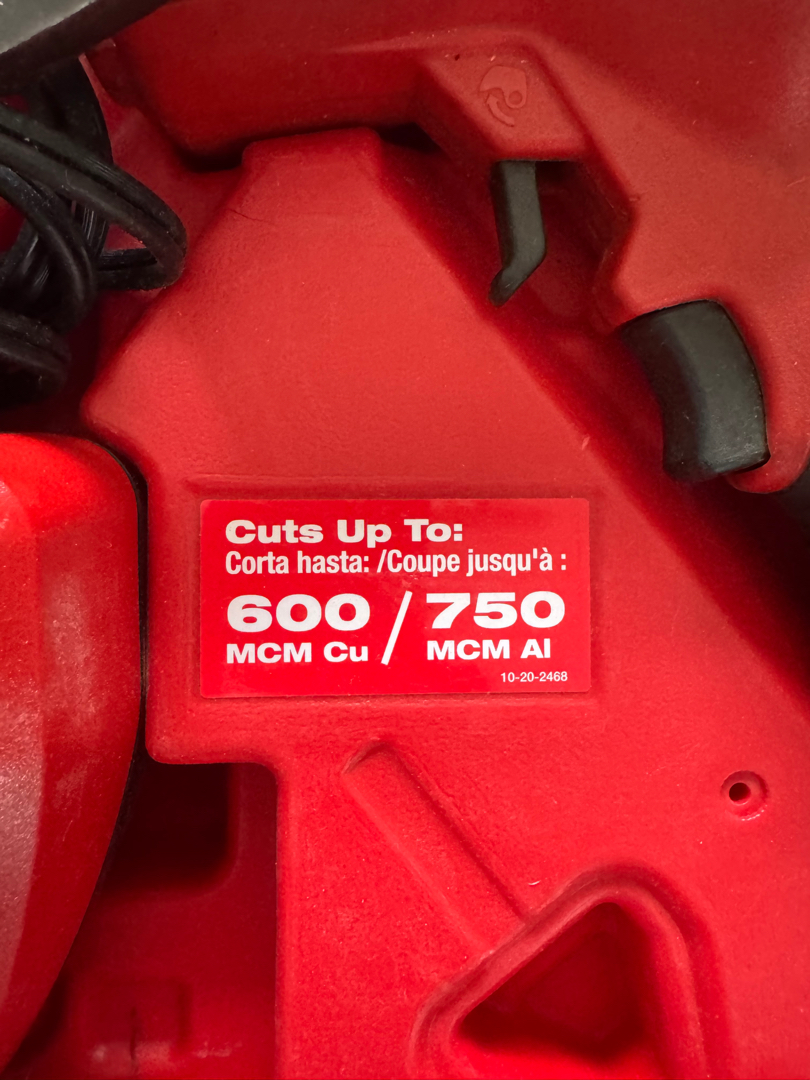 Cuts Up To:
Corta hasta: /Coupe jusqu'à :
600 / 750
MCM Cu MCM Al
10-20-2468